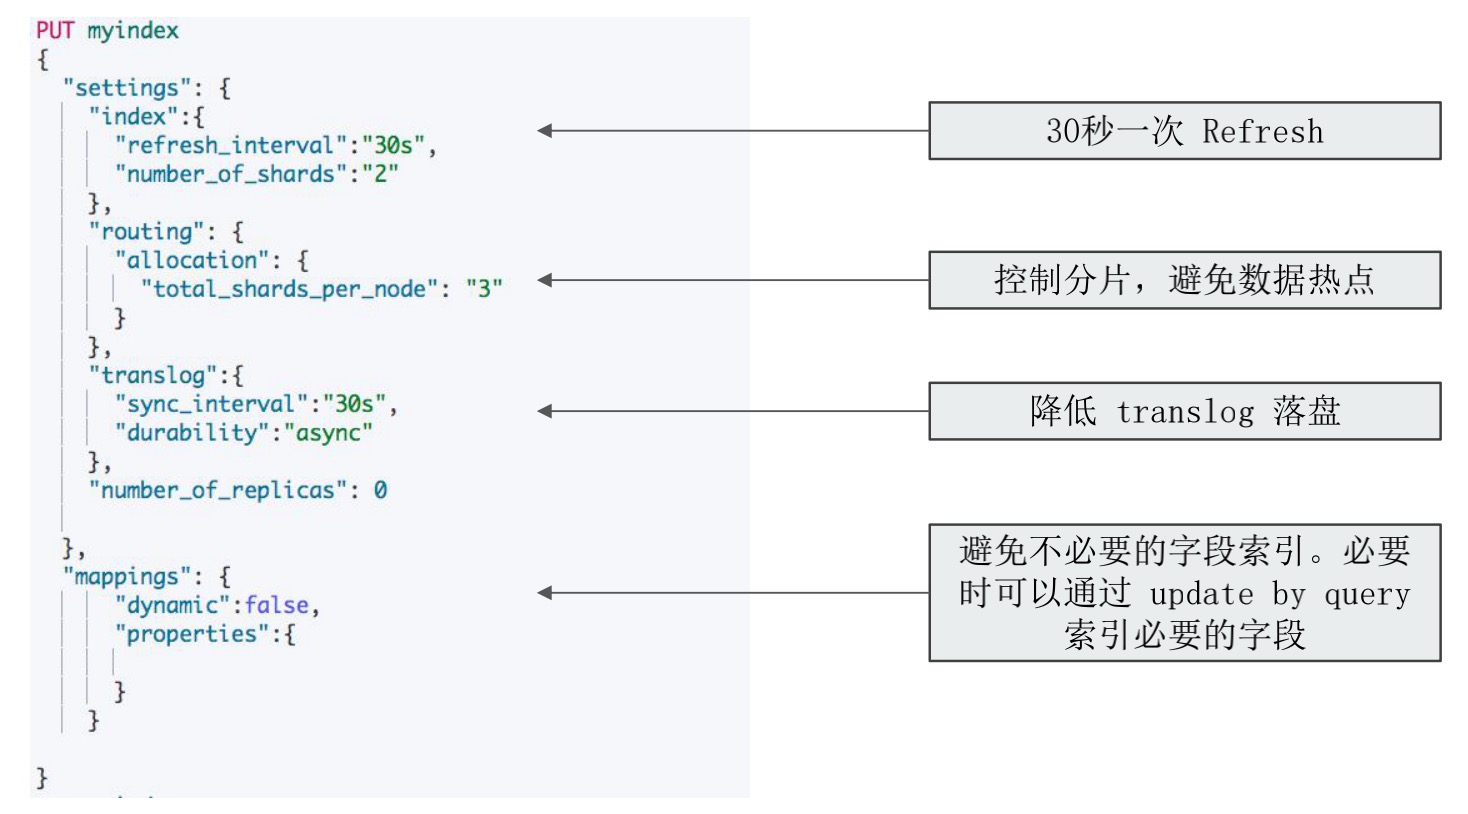 PUT myindex
{
  "settings": {
    "index":{
      "refresh_interval":"30s",
      "number_of_shards":"2"
    },
    "routing": {
      "allocation": {
        "total_shards_per_node": "3"
      }
    },
    "translog":{
      "sync_interval":"30s",
      "durability":"async"
    },
    "number_of_replicas": 0
  },
  "mappings": {
      "dynamic":false,
      "properties":{
      }
    }
}
30秒一次 Refresh
控制分片，避免数据热点
降低 translog 落盘
避免不必要的字段索引。必要
时可以通过 update by query
索引必要的字段